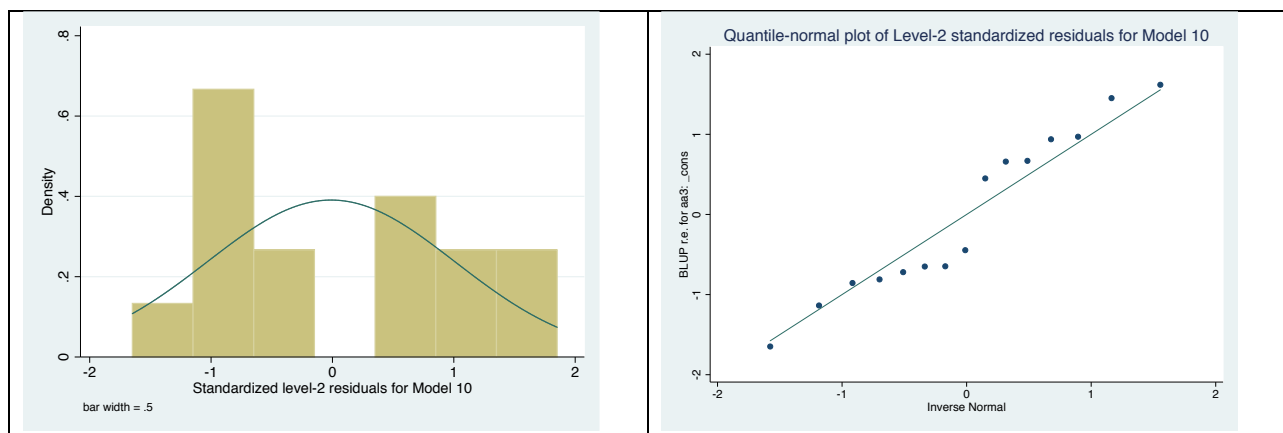 .8
.6
.4
.2
0
Density
-2 -1 0 1 2
Standardized level-2 residuals for Model 10
bar width = .5
Quantile-normal plot of Level-2 standardized residuals for Model 10
2
1
0
-1
-2
BLUP r.e. for aa3: _cons
-2 -1 0 1 2
Inverse Normal